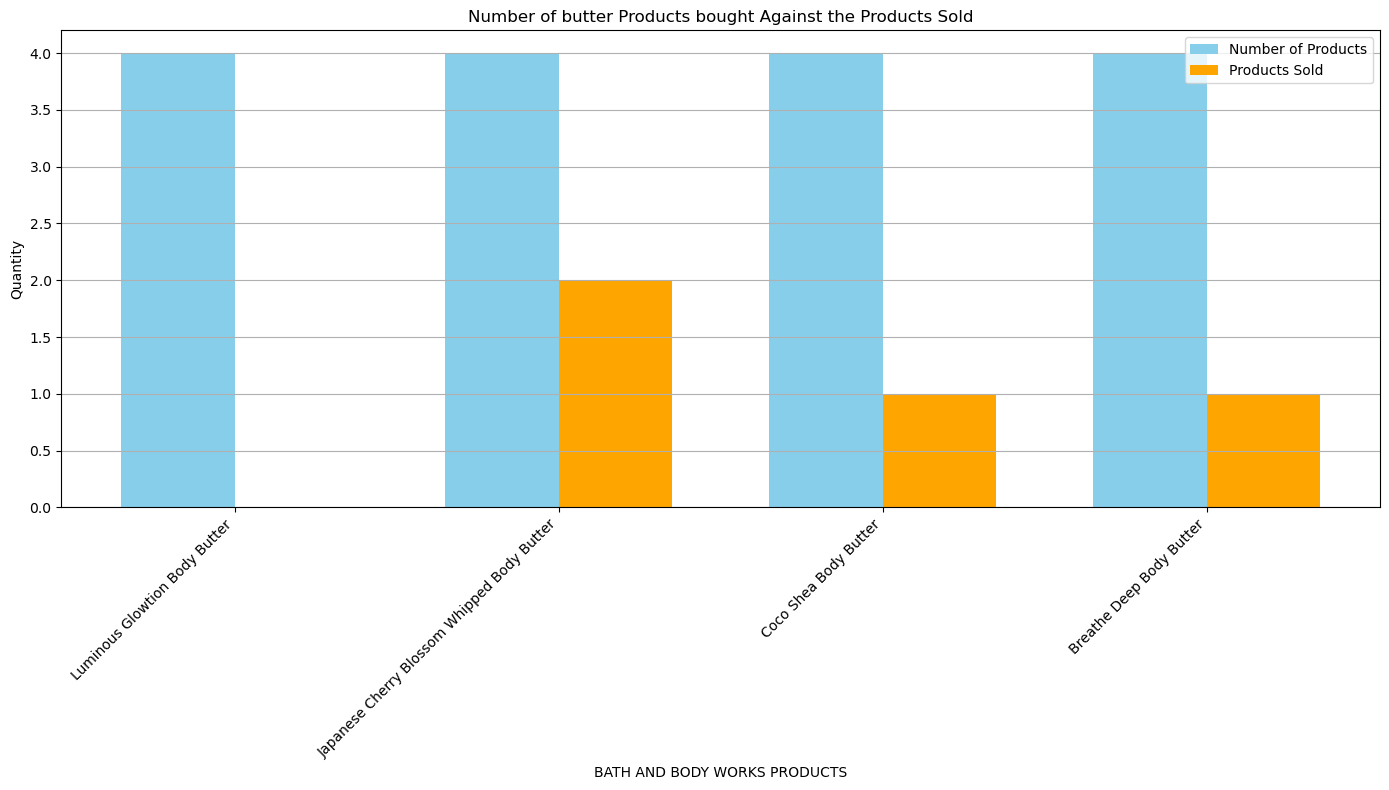 Number of butter Products bought Against the Products Sold
Number of Products
Products Sold
Quantity
4.0
3.5
3.0
2.5
2.0
1.5
1.0
0.5
0.0
Luminous Glowtion Body Butter
Japanese Cherry Blossom Whipped Body Butter
Coco Shea Body Butter
Breathe Deep Body Butter
BATH AND BODY WORKS PRODUCTS